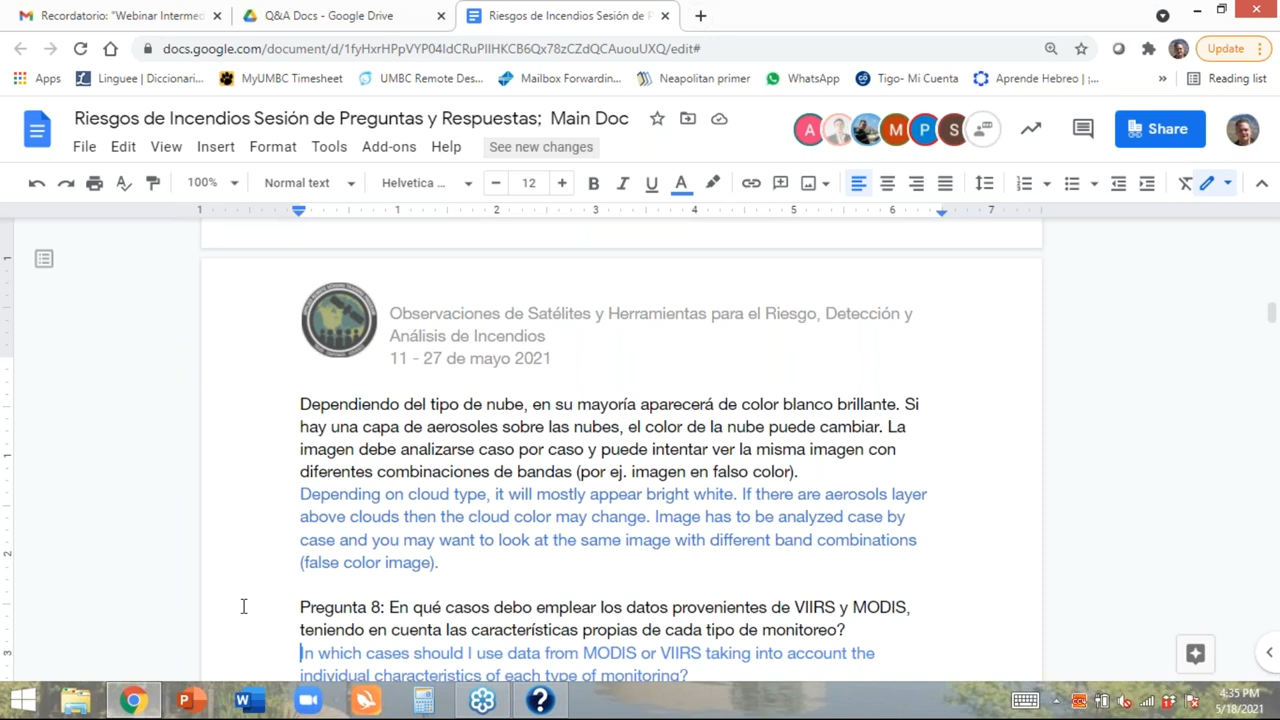 Recordatorio: "Webinar Intermed
Q&A Docs - Google Drive
Riesgos de Incendios Sesión de P
docs.google.com/document/d/1fyHxrHPpVYP04IdCRuPIIHKCB6Qx78zCZdQCAuouUXQ/edit#
Update
Apps
Linguee | Diccionari...
MyUMBC Timesheet
UMBC Remote Des...
Mailbox Forwardin...
Neapolitan primer
WhatsApp
Tigo- Mi Cuenta
Aprende Hebreo | ¡...
»
Reading list
Riesgos de Incendios Sesión de Preguntas y Respuestas; Main Doc
A
M
P
S
Share
File Edit View Insert Format Tools Add-ons Help See new changes
100% Normal text Helvetica ... 12
1 1 2 3 4 5 6 7
Observaciones de Satélites y Herramientas para el Riesgo, Detección y
Análisis de Incendios
11 - 27 de mayo 2021
Dependiendo del tipo de nube, en su mayoría aparecerá de color blanco brillante. Si
hay una capa de aerosoles sobre las nubes, el color de la nube puede cambiar. La
imagen debe analizarse caso por caso y puede intentar ver la misma imagen con
diferentes combinaciones de bandas (por ej. imagen en falso color).
Depending on cloud type, it will mostly appear bright white. If there are aerosols layer
above clouds then the cloud color may change. Image has to be analyzed case by
case and you may want to look at the same image with different band combinations
(false color image).
Pregunta 8: En qué casos debo emplear los datos provenientes de VIIRS y MODIS,
teniendo en cuenta las características propias de cada tipo de monitoreo?
In which cases should I use data from MODIS or VIIRS taking into account the
individual characteristics of each type of monitoring?
4:35 PM
5/18/2021